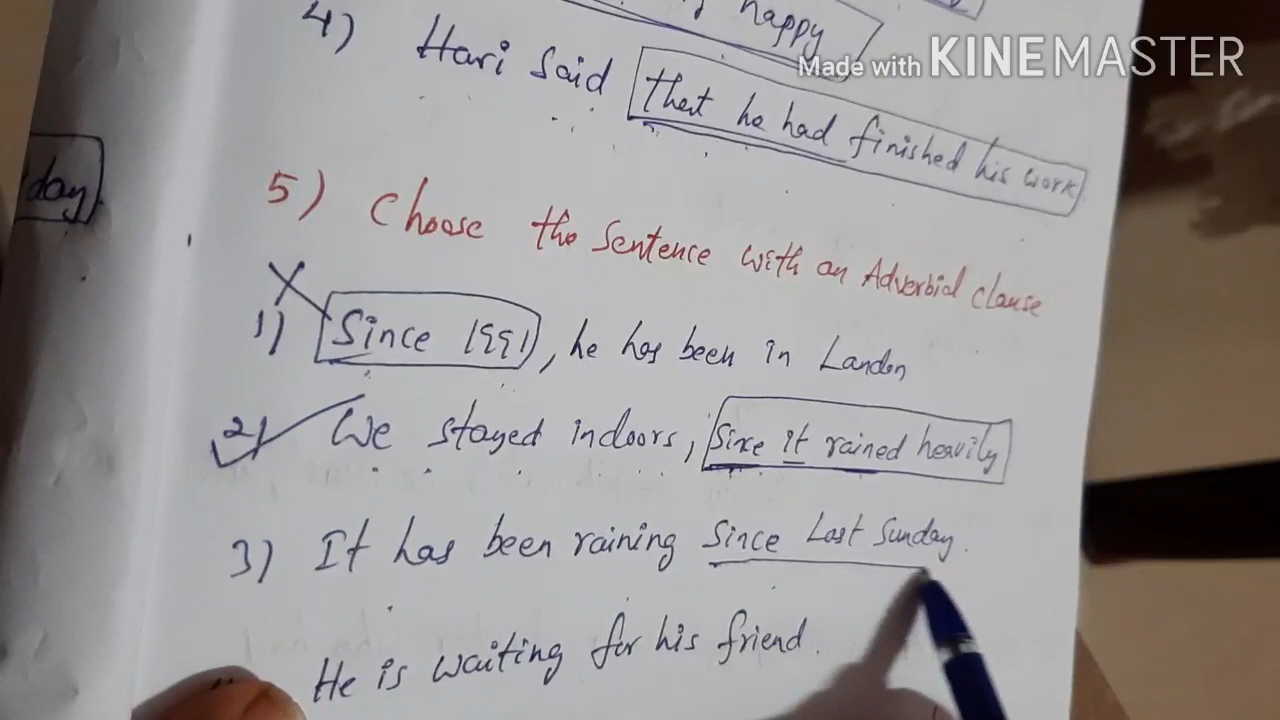 happy
Made with KINEMASTER
4) Hari said that he had finished his work
day
5) Choose the Sentence with an Adverbial clause
1) Since 1991, he has been in Landon
2) We stayed indoors, Since it rained heavily
3) It has been raining Since Last Sunday.
He is waiting for his friend.